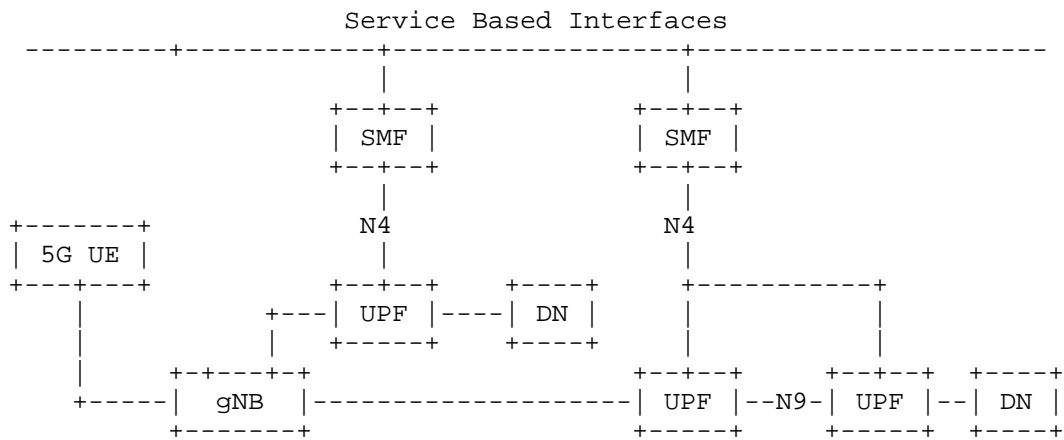 Service Based Interfaces
SMF SMF
N4 N4
5G UE
UPF DN
gNB UPF N9 UPF DN